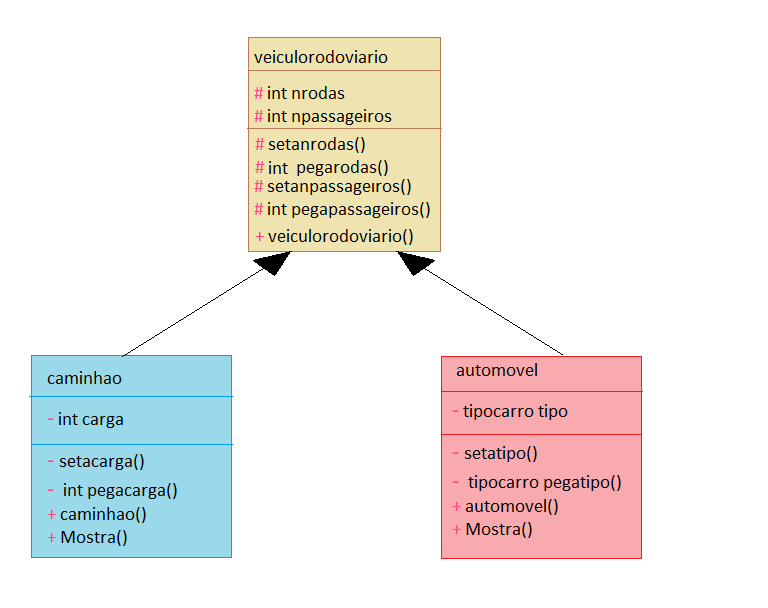 veiculorodoviario
# int nrodas
# int npassageiros
# setanrodas()
# int pegarodas()
# setanpassageiros()
# int pegapassageiros()
+ veiculorodoviario()
caminhao
- int carga
- setacarga()
- int pegacarga()
+ caminhao()
+ Mostra()
automovel
- tipocarro tipo
- setatipo()
- tipocarro pegatipo()
+ automovel()
+ Mostra()